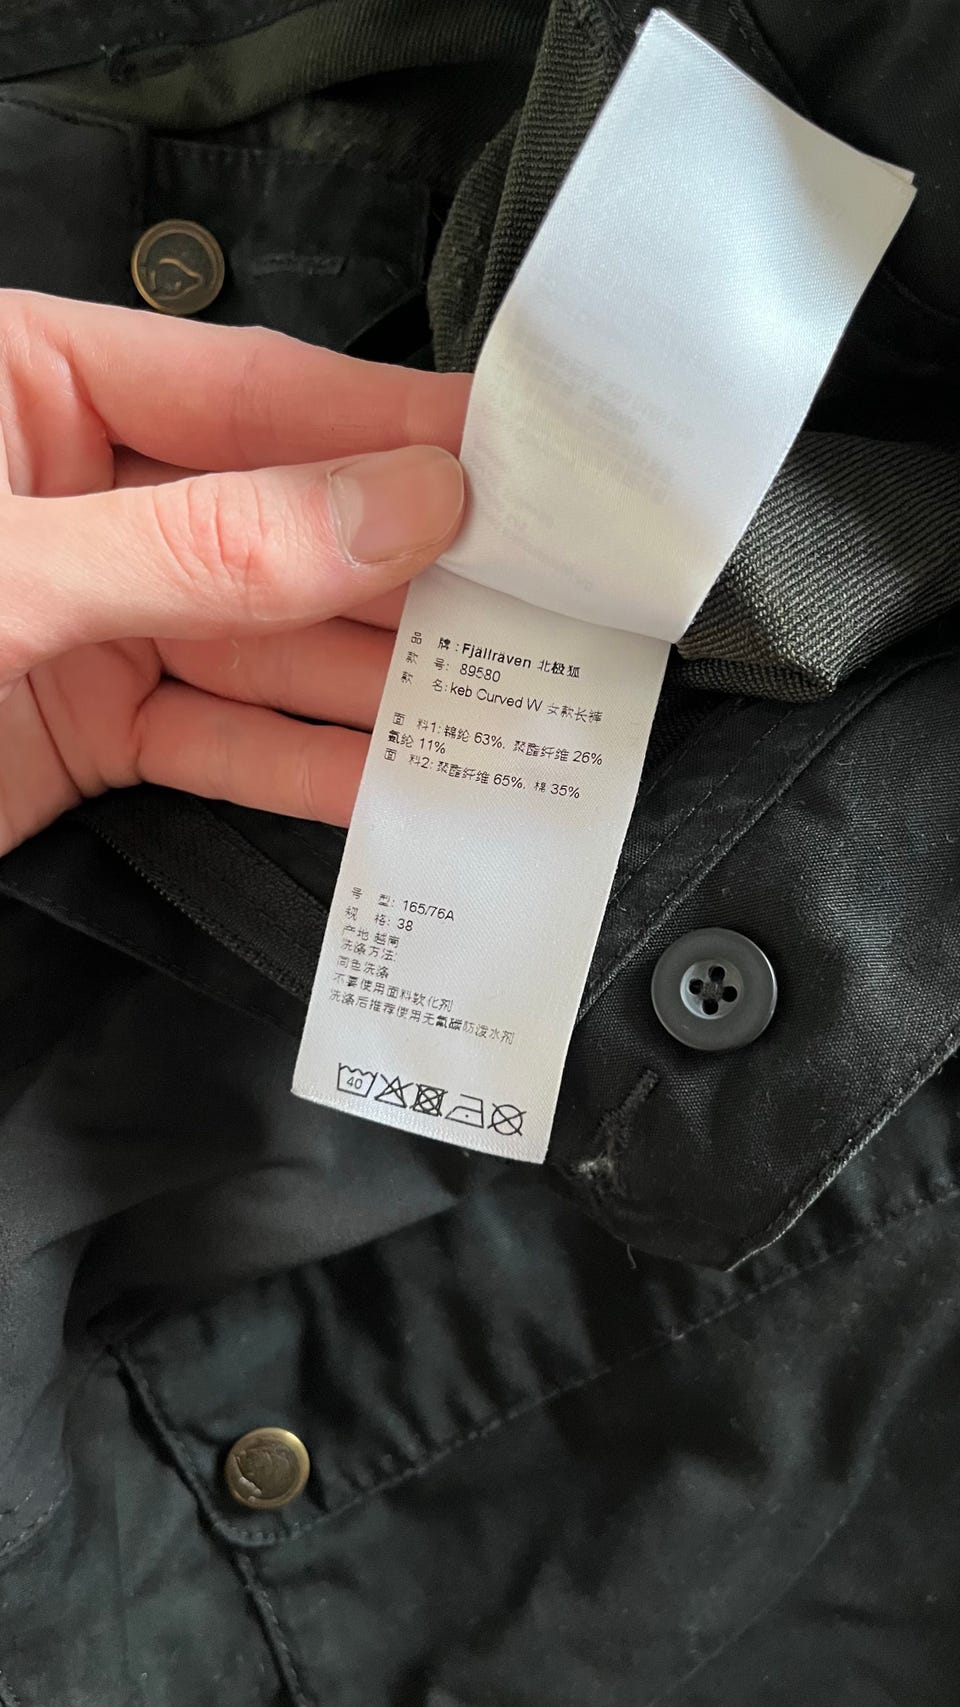 品 牌：Fjällräven 北极狐
款 号：89580
款 名：keb Curved W 女款长裤
面 料1：锦纶 63%，聚酯纤维 26%
氨纶 11%
面 料2：聚酯纤维 65%，棉 35%
号 型：165/76A
规 格：38
产地 越南
洗涤方法：
同色洗涤
不要使用面料软化剂
洗涤后推荐使用无氟碳防泼水剂
40